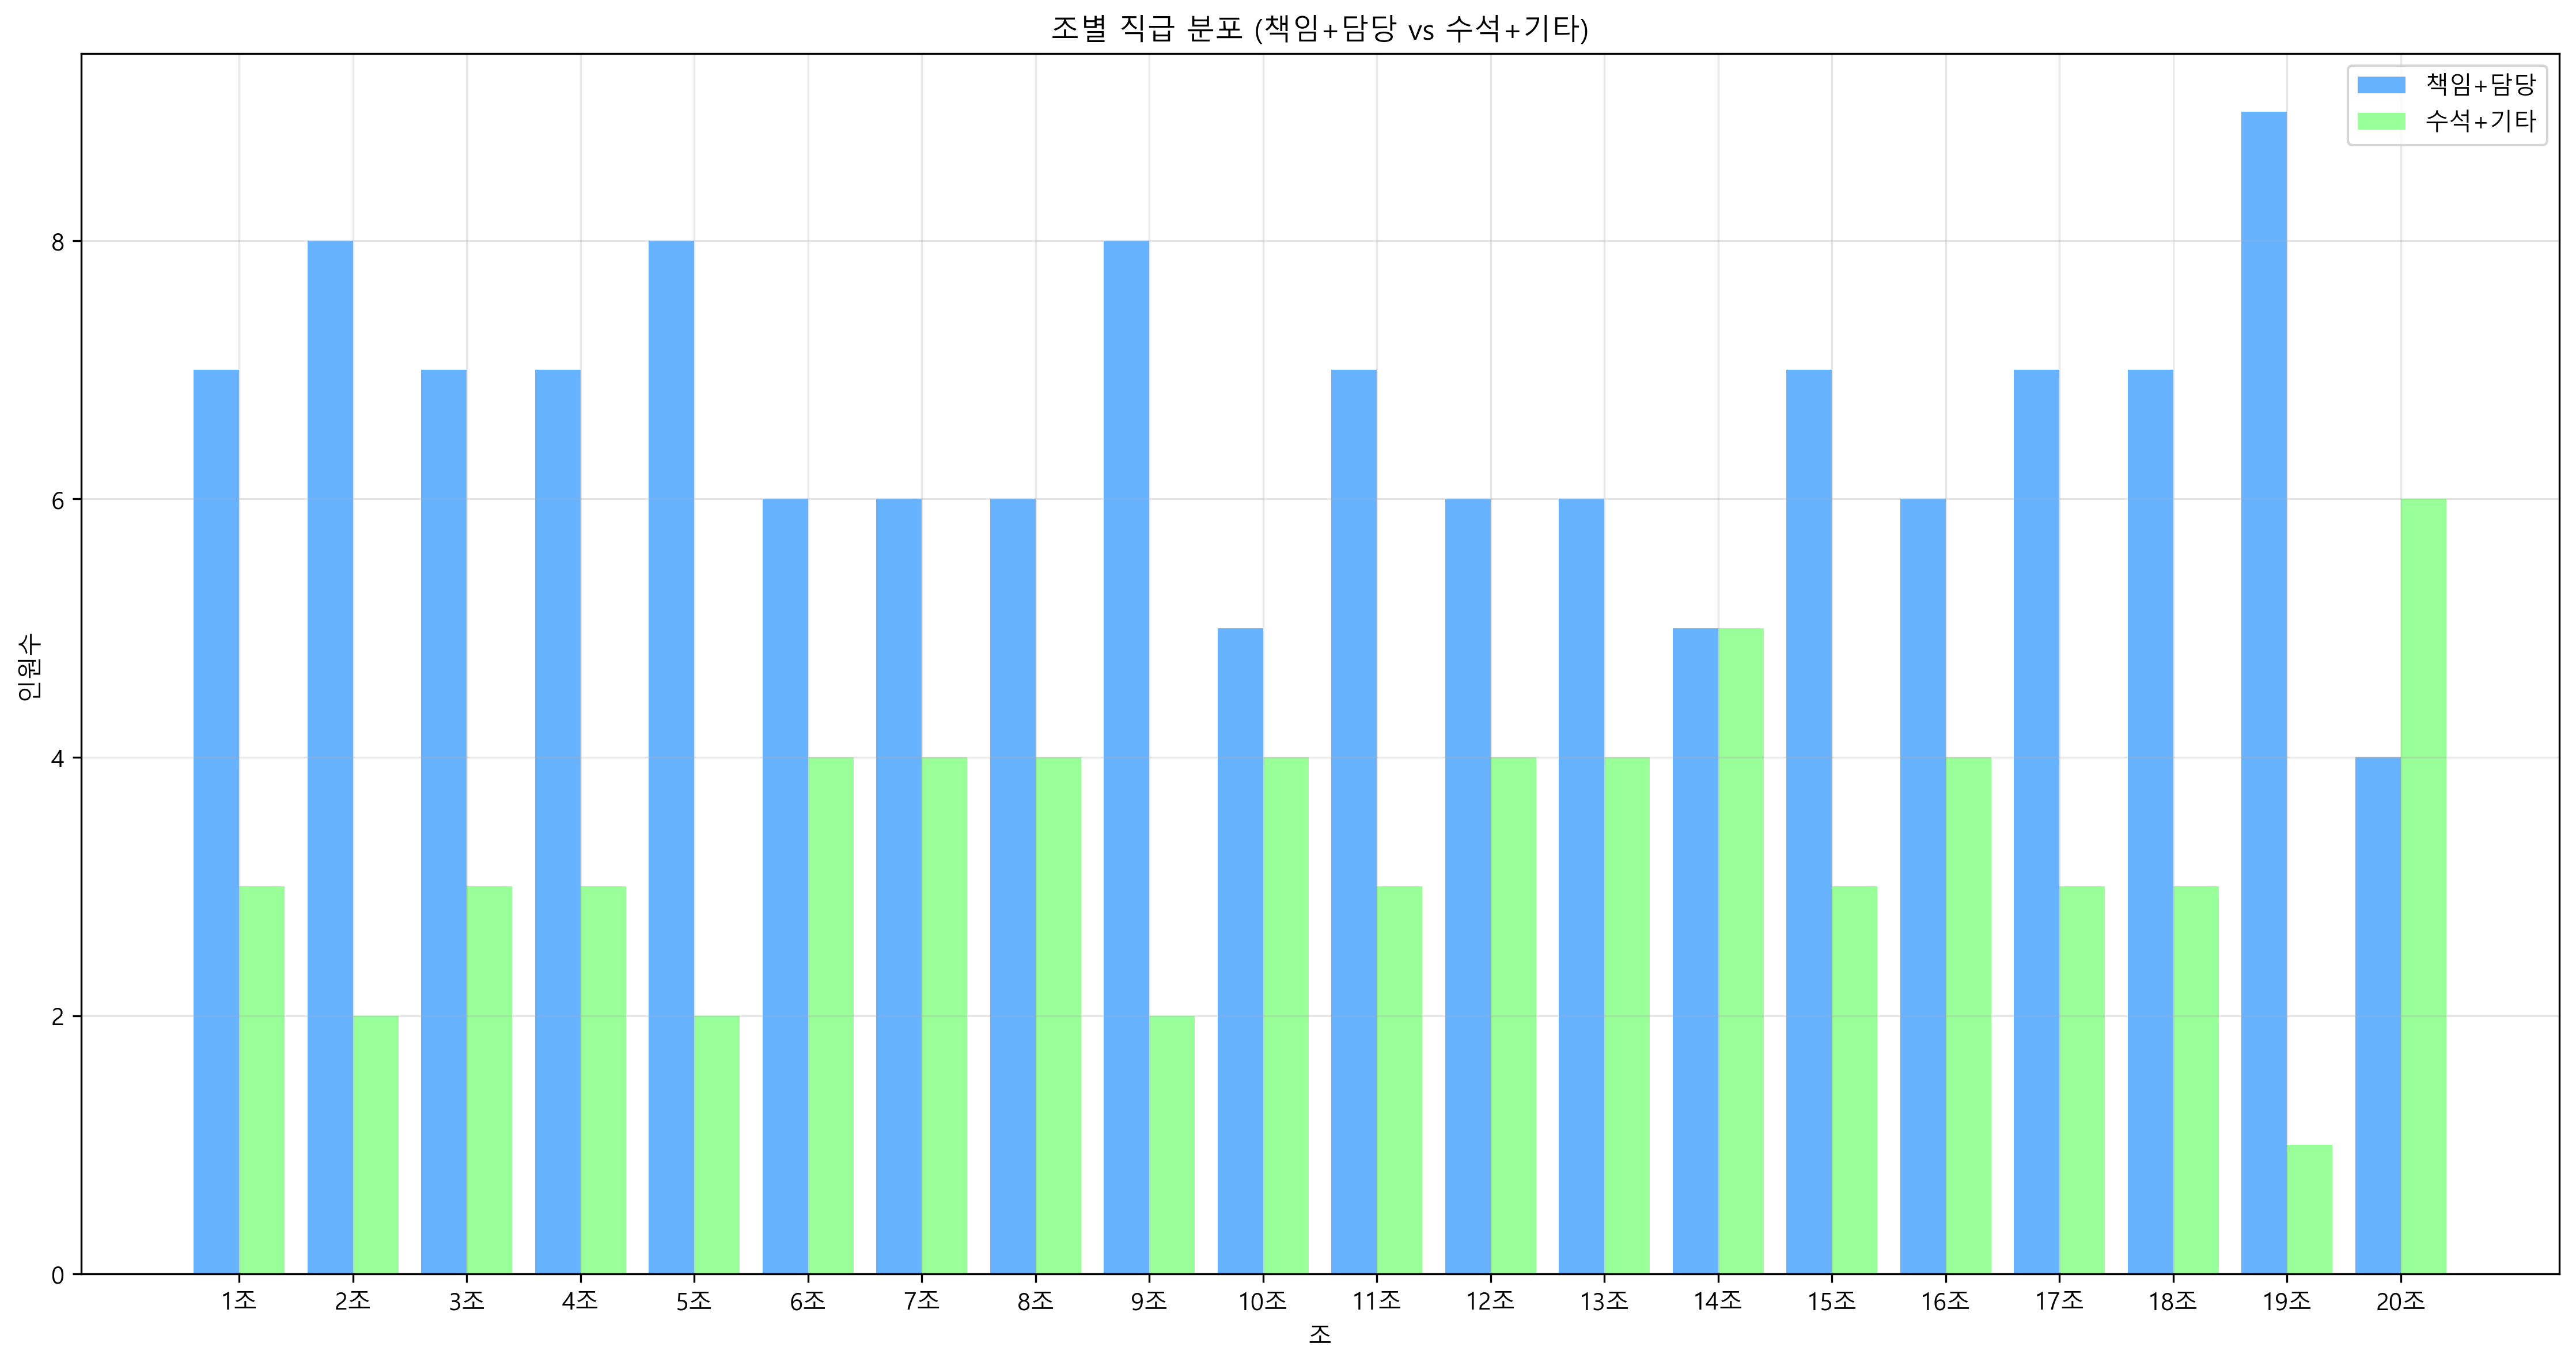 조별 직급 분포 (책임+담당 vs 수석+기타)
책임+담당
수석+기타
인원수
8
6
4
2
0
1조 2조 3조 4조 5조 6조 7조 8조 9조 10조 11조 12조 13조 14조 15조 16조 17조 18조 19조 20조
조